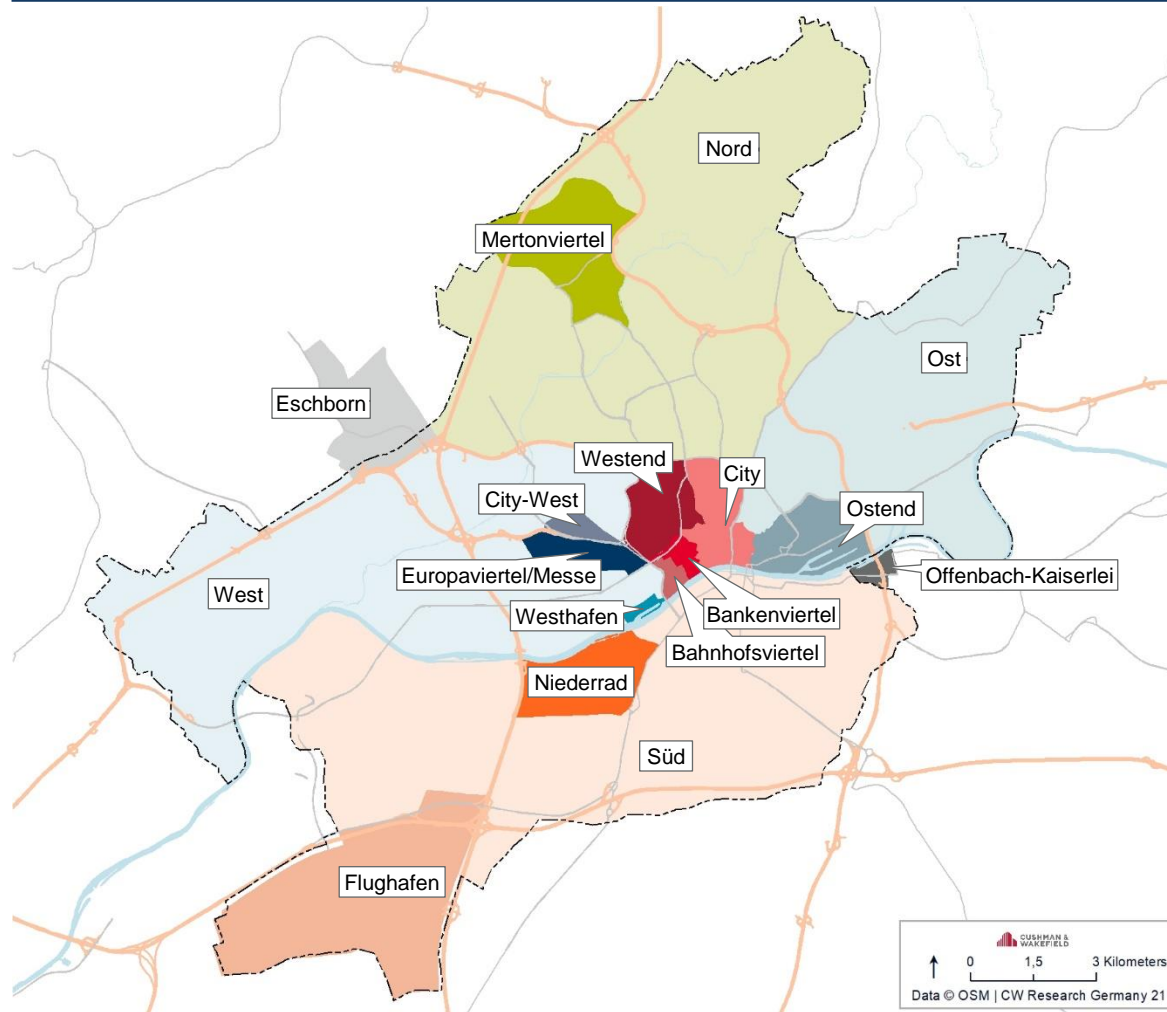 Nord
Mertonviertel
Ost
Eschborn
Westend
City
City-West
Ostend
Europaviertel/Messe
Offenbach-Kaiserlei
West
Westhafen
Bankenviertel
Bahnhofsviertel
Niederrad
Süd
Flughafen
CUSHMAN &
WAKEFIELD
0 1,5 3 Kilometers
Data © OSM | CW Research Germany 21